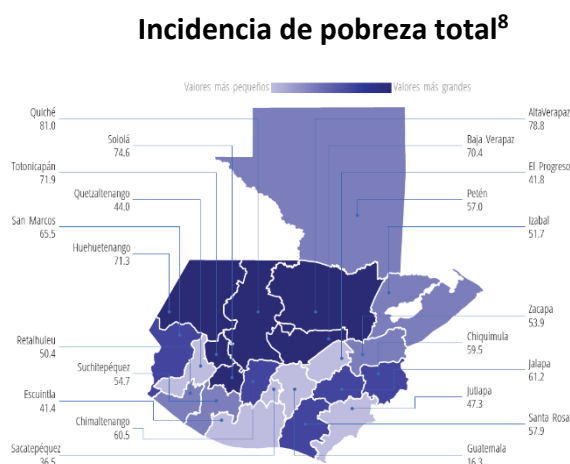 Incidencia de pobreza total⁸
Valores más pequeños
Valores más grandes
Quiché
81.0
Sololá
74.6
Totonicapán
71.9
Quetzaltenango
44.0
San Marcos
65.5
Huehuetenango
71.3
Retalhuleu
50.4
Suchitepéquez
54.7
Escuintla
41.4
Chimaltenango
60.5
Sacatepéquez
36.5
AltaVerapaz
78.8
Baja Verapaz
70.4
El Progreso
41.8
Petén
57.0
Izabal
51.7
Zacapa
53.9
Chiquimula
59.5
Jalapa
61.2
Jutiapa
47.3
Santa Rosa
57.9
Guatemala
16.3